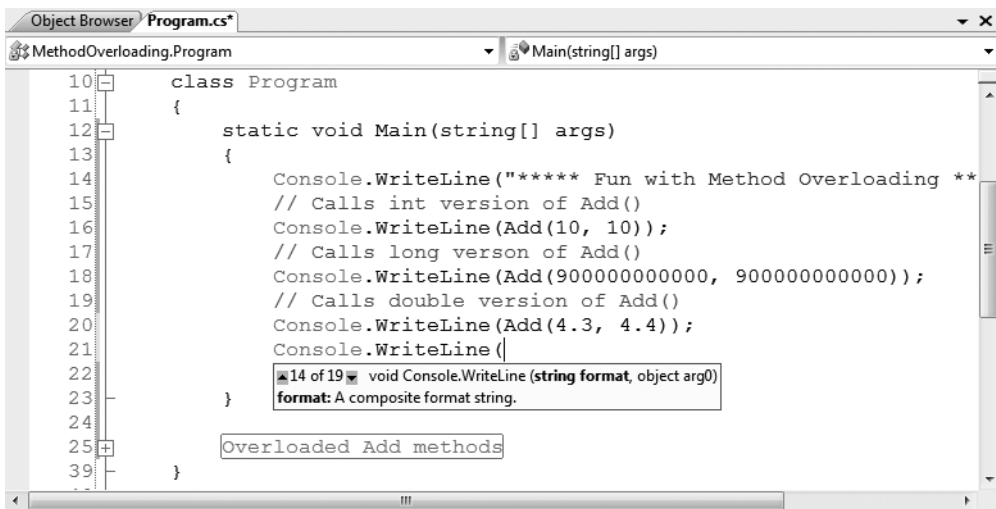 Object Browser Program.cs*
MethodOverloading.Program Main(string[] args)
10 class Program
11 {
12 static void Main(string[] args)
13 {
14 Console.WriteLine("***** Fun with Method Overloading **
15 // Calls int version of Add()
16 Console.WriteLine(Add(10, 10));
17 // Calls long verson of Add()
18 Console.WriteLine(Add(900000000000, 900000000000));
19 // Calls double version of Add()
20 Console.WriteLine(Add(4.3, 4.4));
21 Console.WriteLine(
22 14 of 19 void Console.WriteLine (string format, object arg0)
23 } format: A composite format string.
24
25 Overloaded Add methods
39 }